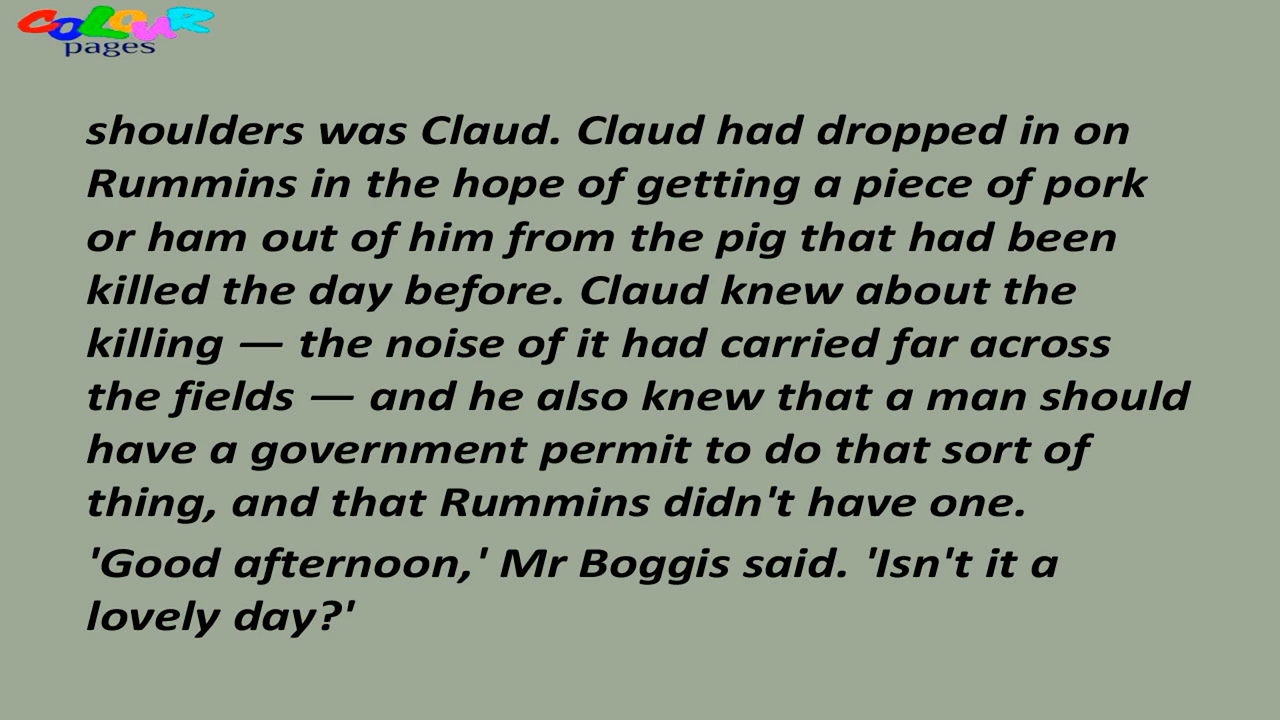 COLOUR
pages
shoulders was Claud. Claud had dropped in on
Rummins in the hope of getting a piece of pork
or ham out of him from the pig that had been
killed the day before. Claud knew about the
killing — the noise of it had carried far across
the fields — and he also knew that a man should
have a government permit to do that sort of
thing, and that Rummins didn't have one.
'Good afternoon,' Mr Boggis said. 'Isn't it a
lovely day?'